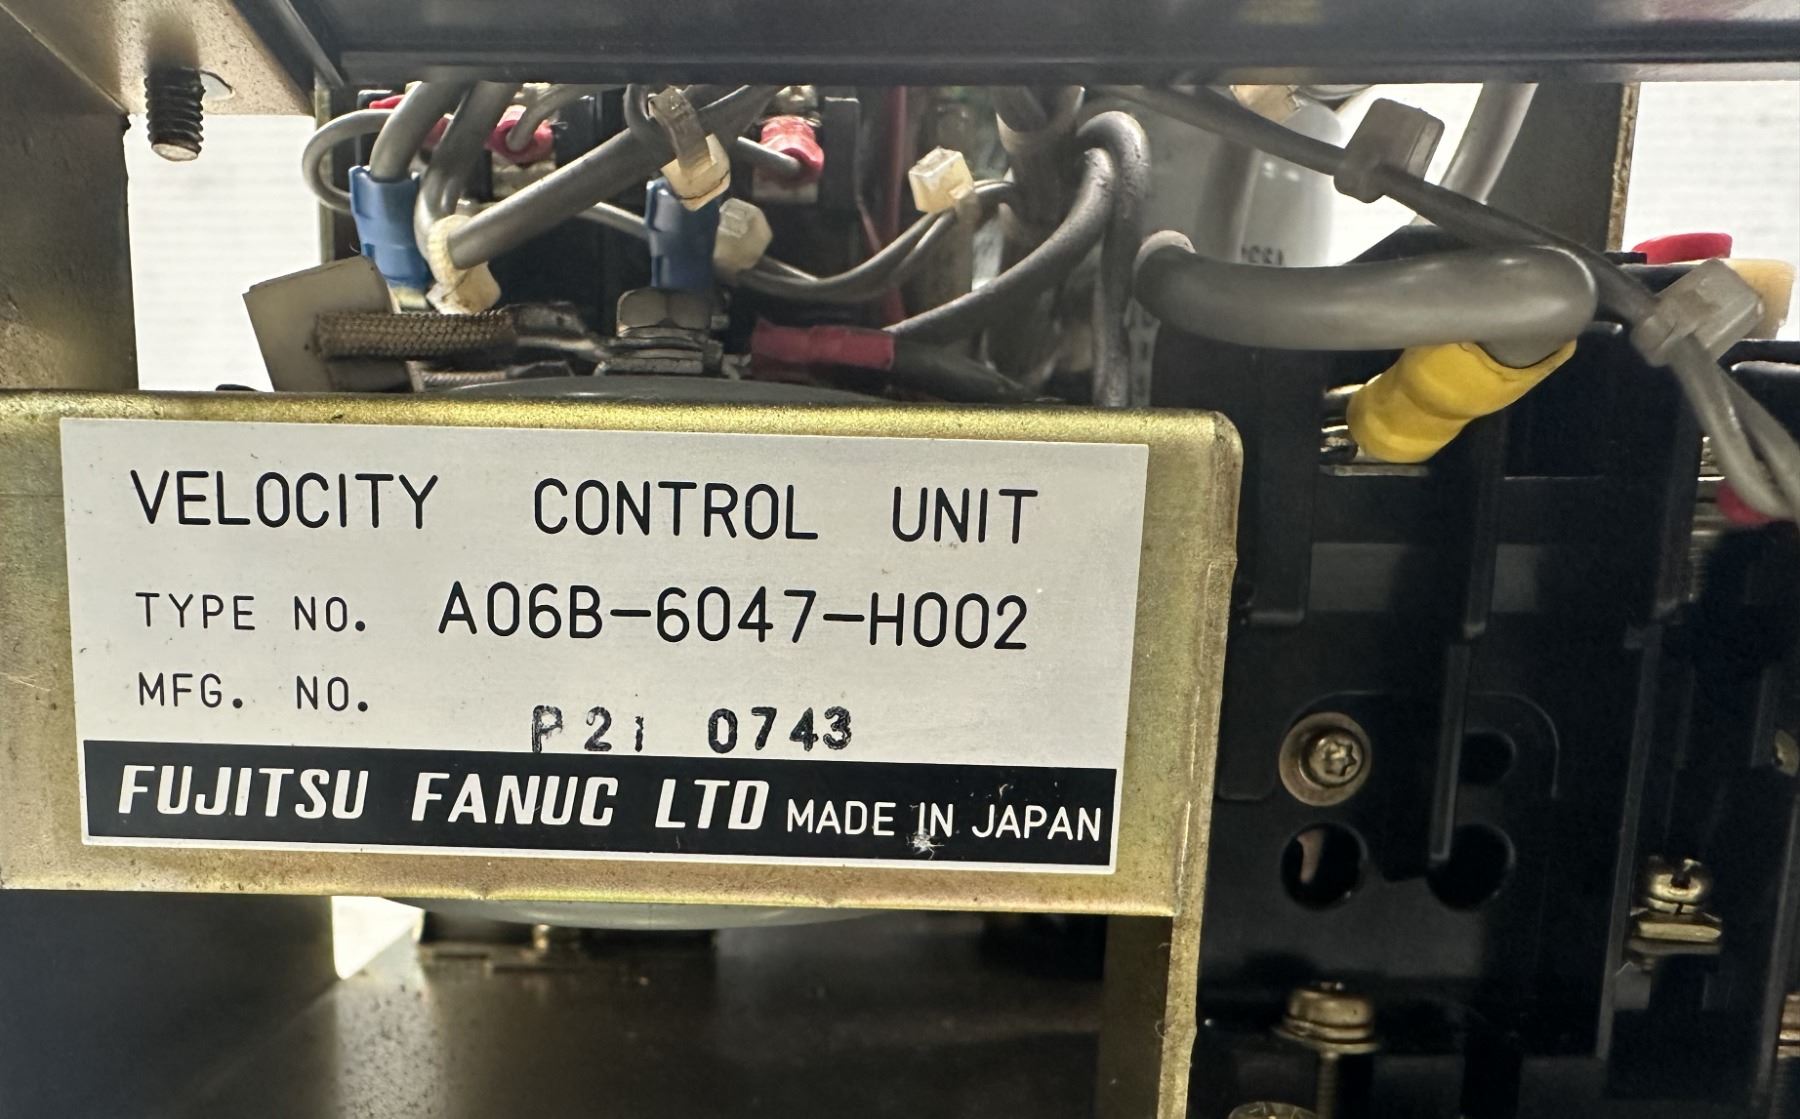 VELOCITY CONTROL UNIT
TYPE NO. A06B-6047-H002
MFG. NO. P21 0743
FUJITSU FANUC LTD MADE IN JAPAN